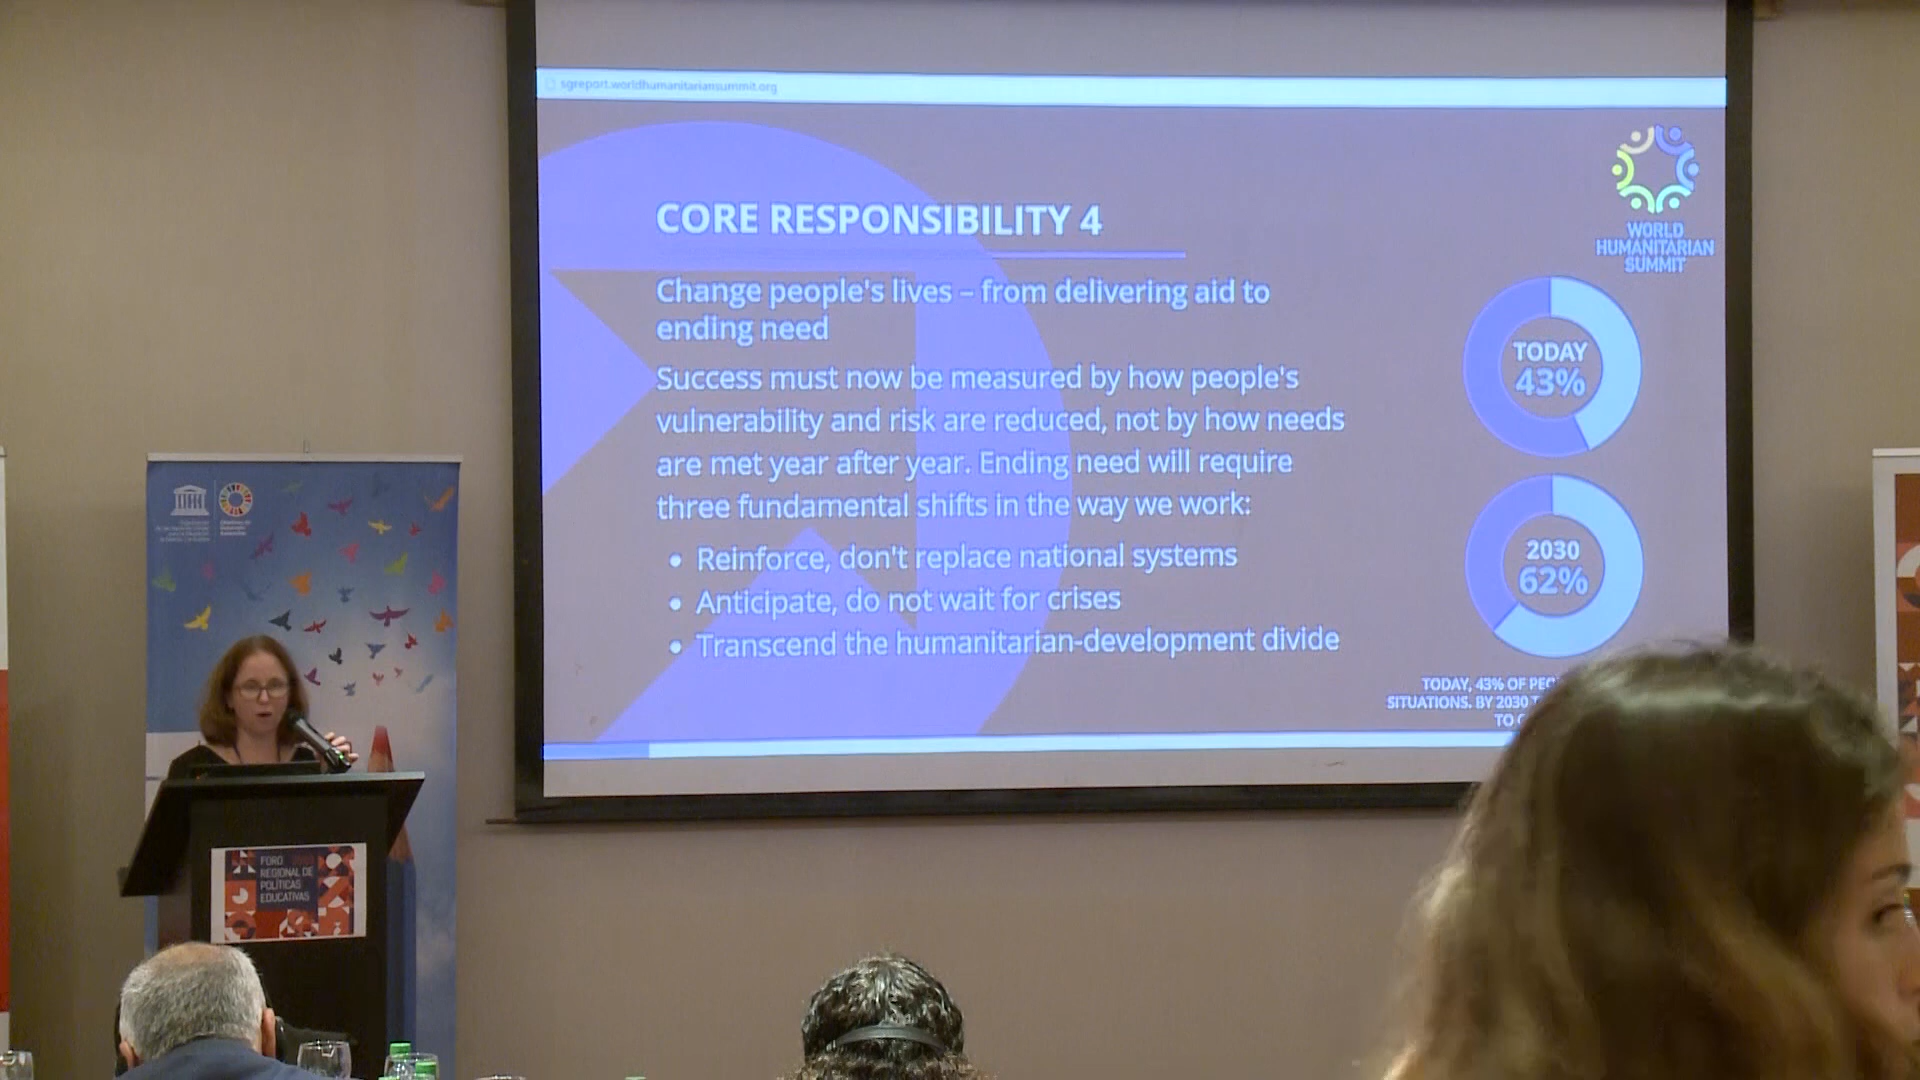 sgreport.worldhumanitariansummit.org
WORLD
HUMANITARIAN
SUMMIT
CORE RESPONSIBILITY 4
Change people's lives – from delivering aid to
ending need
Success must now be measured by how people's
vulnerability and risk are reduced, not by how needs
are met year after year. Ending need will require
three fundamental shifts in the way we work:
• Reinforce, don't replace national systems
• Anticipate, do not wait for crises
• Transcend the humanitarian-development divide
TODAY
43%
2030
62%
TODAY, 43% OF
SITUATIONS. BY 2030
TO
FORO
REGIONAL DE
POLÍTICAS
EDUCATIVAS